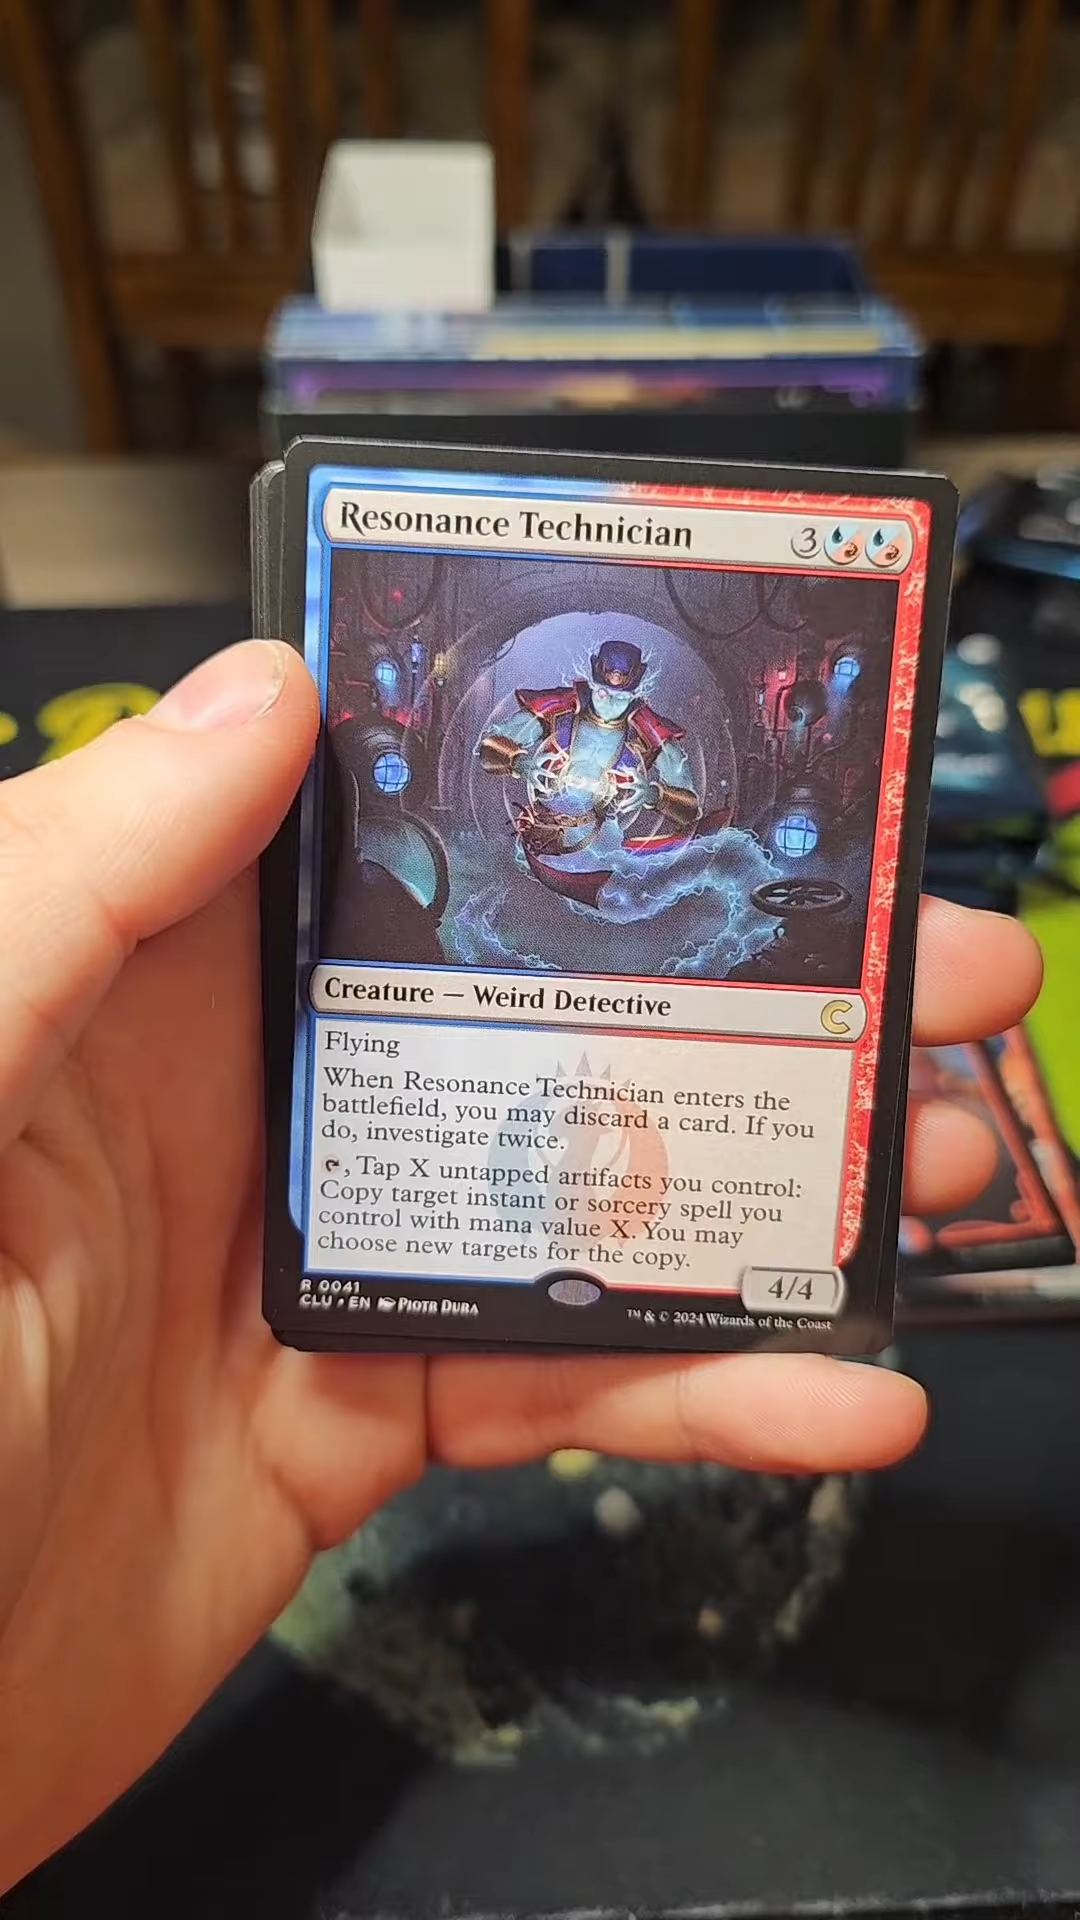 Resonance Technician 3
Creature — Weird Detective
Flying
When Resonance Technician enters the
battlefield, you may discard a card. If you
do, investigate twice.
, Tap X untapped artifacts you control:
Copy target instant or sorcery spell you
control with mana value X. You may
choose new targets for the copy.
4/4
R 0041
CLU • EN Piotr Dura
™ & © 2024 Wizards of the Coast